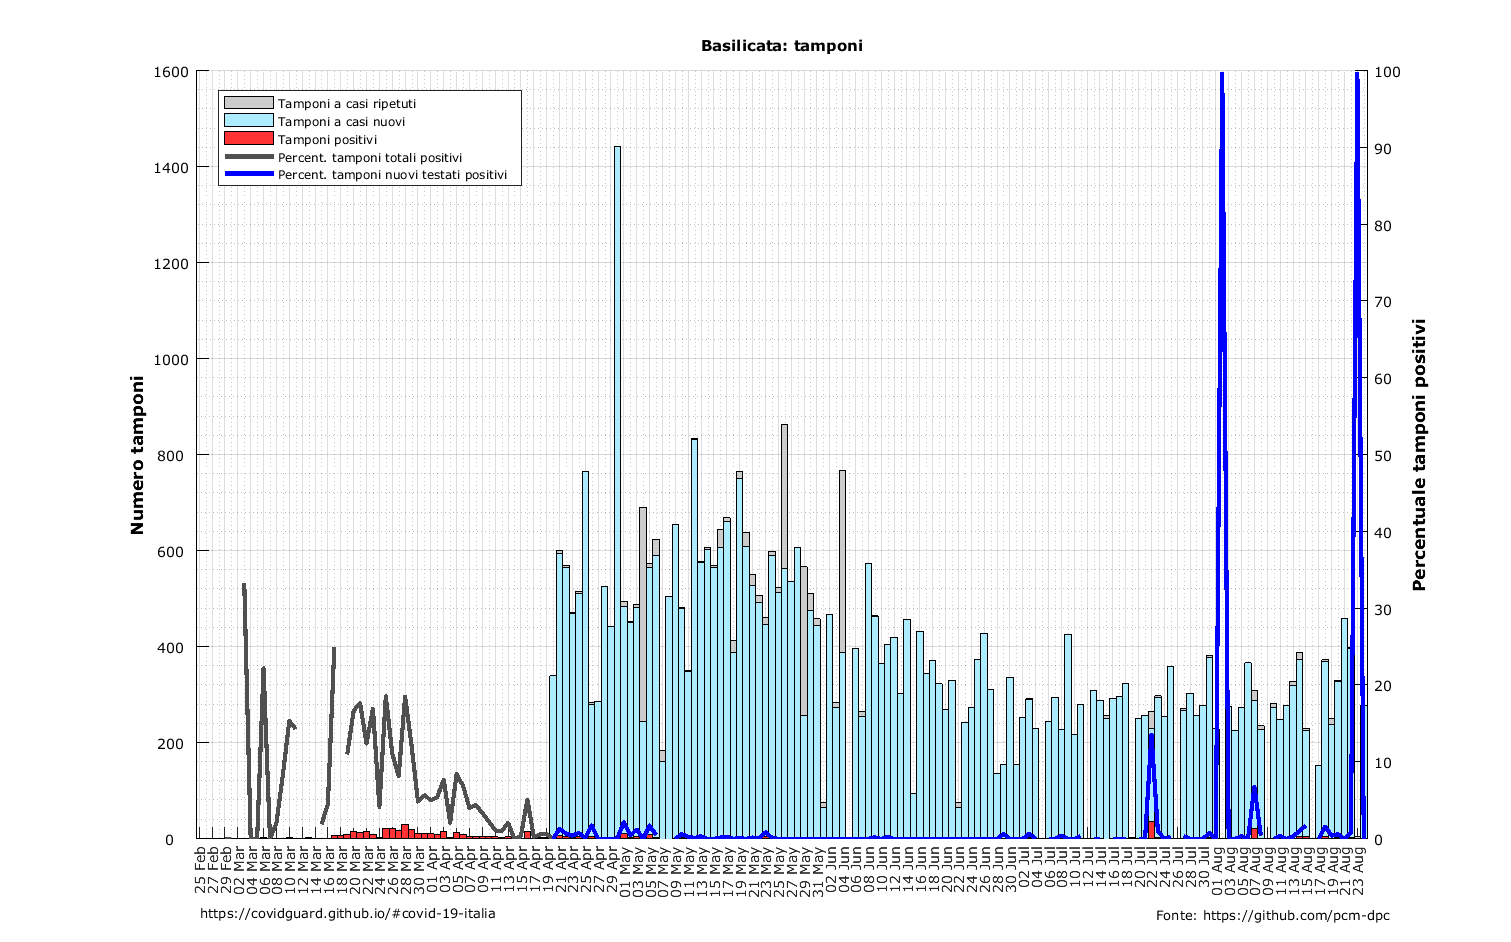 Basilicata: tamponi
1600
1400
1200
1000
800
600
400
200
0
Numero tamponi
Tamponi a casi ripetuti
Tamponi a casi nuovi
Tamponi positivi
Percent. tamponi totali positivi
Percent. tamponi nuovi testati positivi
100
90
80
70
60
50
40
30
20
10
0
Percentuale tamponi positivi
25 Feb
27 Feb
29 Feb
02 Mar
04 Mar
06 Mar
08 Mar
10 Mar
12 Mar
14 Mar
16 Mar
18 Mar
20 Mar
22 Mar
24 Mar
26 Mar
28 Mar
30 Mar
01 Apr
03 Apr
05 Apr
07 Apr
09 Apr
11 Apr
13 Apr
15 Apr
17 Apr
19 Apr
21 Apr
23 Apr
25 Apr
27 Apr
29 Apr
01 May
03 May
05 May
07 May
09 May
11 May
13 May
15 May
17 May
19 May
21 May
23 May
25 May
27 May
29 May
31 May
02 Jun
04 Jun
06 Jun
08 Jun
10 Jun
12 Jun
14 Jun
16 Jun
18 Jun
20 Jun
22 Jun
24 Jun
26 Jun
28 Jun
30 Jun
02 Jul
04 Jul
06 Jul
08 Jul
10 Jul
12 Jul
14 Jul
16 Jul
18 Jul
20 Jul
22 Jul
24 Jul
26 Jul
28 Jul
30 Jul
01 Aug
03 Aug
05 Aug
07 Aug
09 Aug
11 Aug
13 Aug
15 Aug
17 Aug
19 Aug
21 Aug
23 Aug
https://covidguard.github.io/#covid-19-italia
Fonte: https://github.com/pcm-dpc